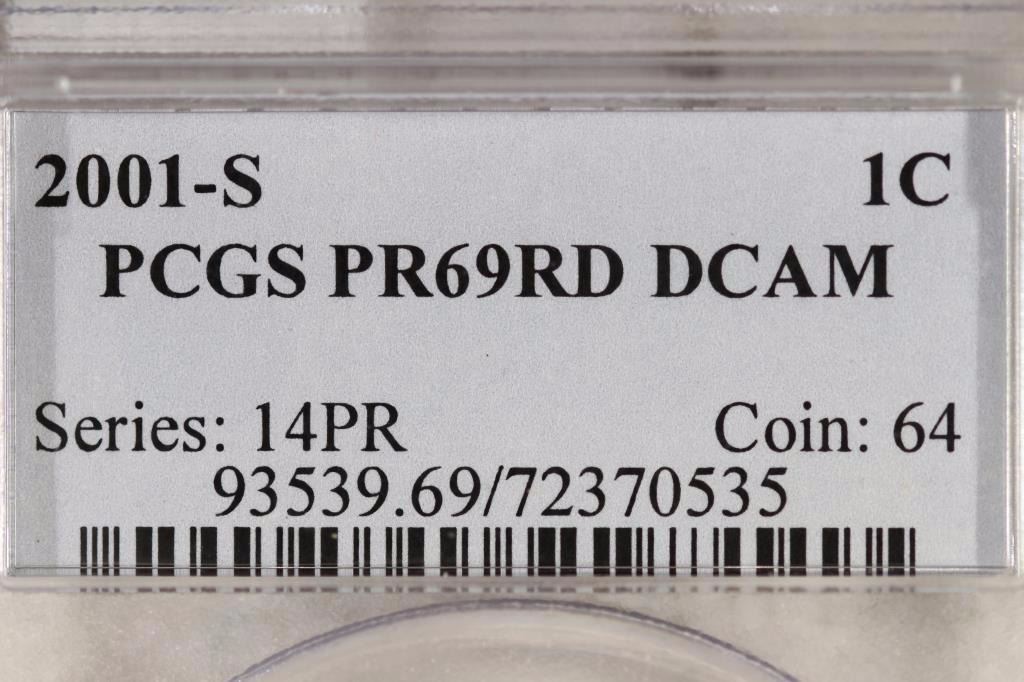 2001-S 1C
PCGS PR69RD DCAM
Series: 14PR Coin: 64
93539.69/72370535